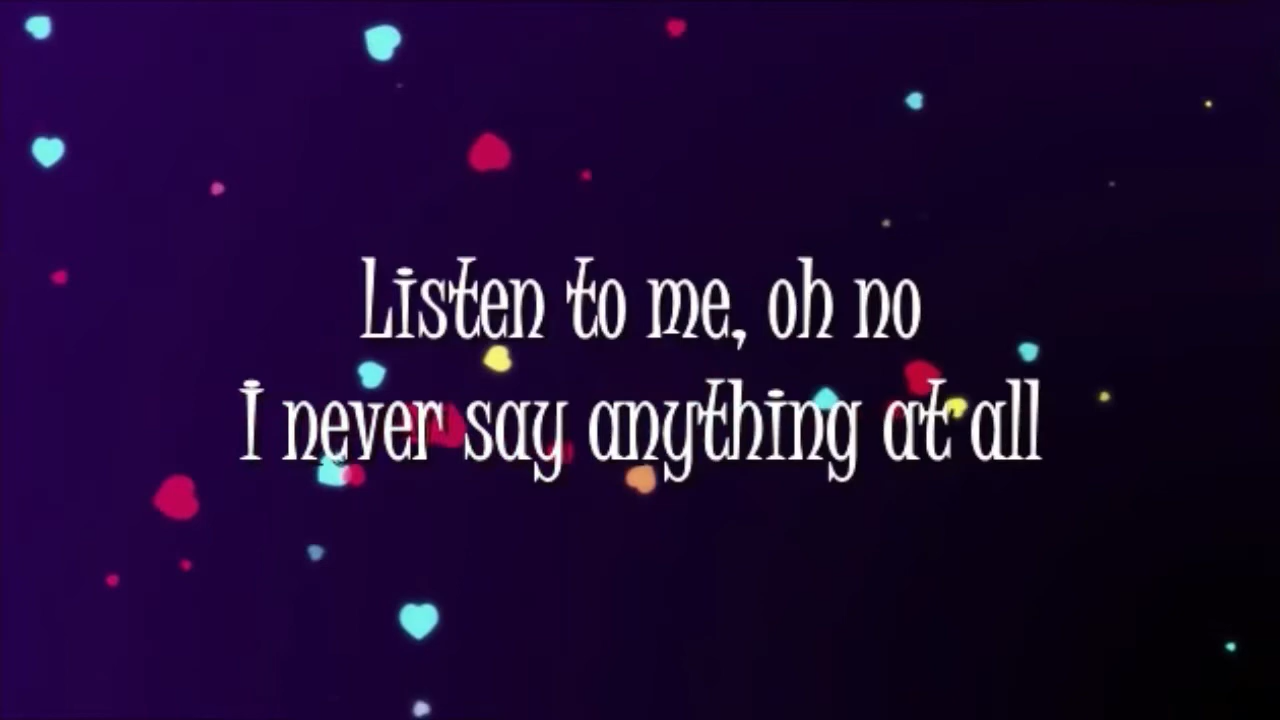 Listen to me, oh no
I never say anything at all